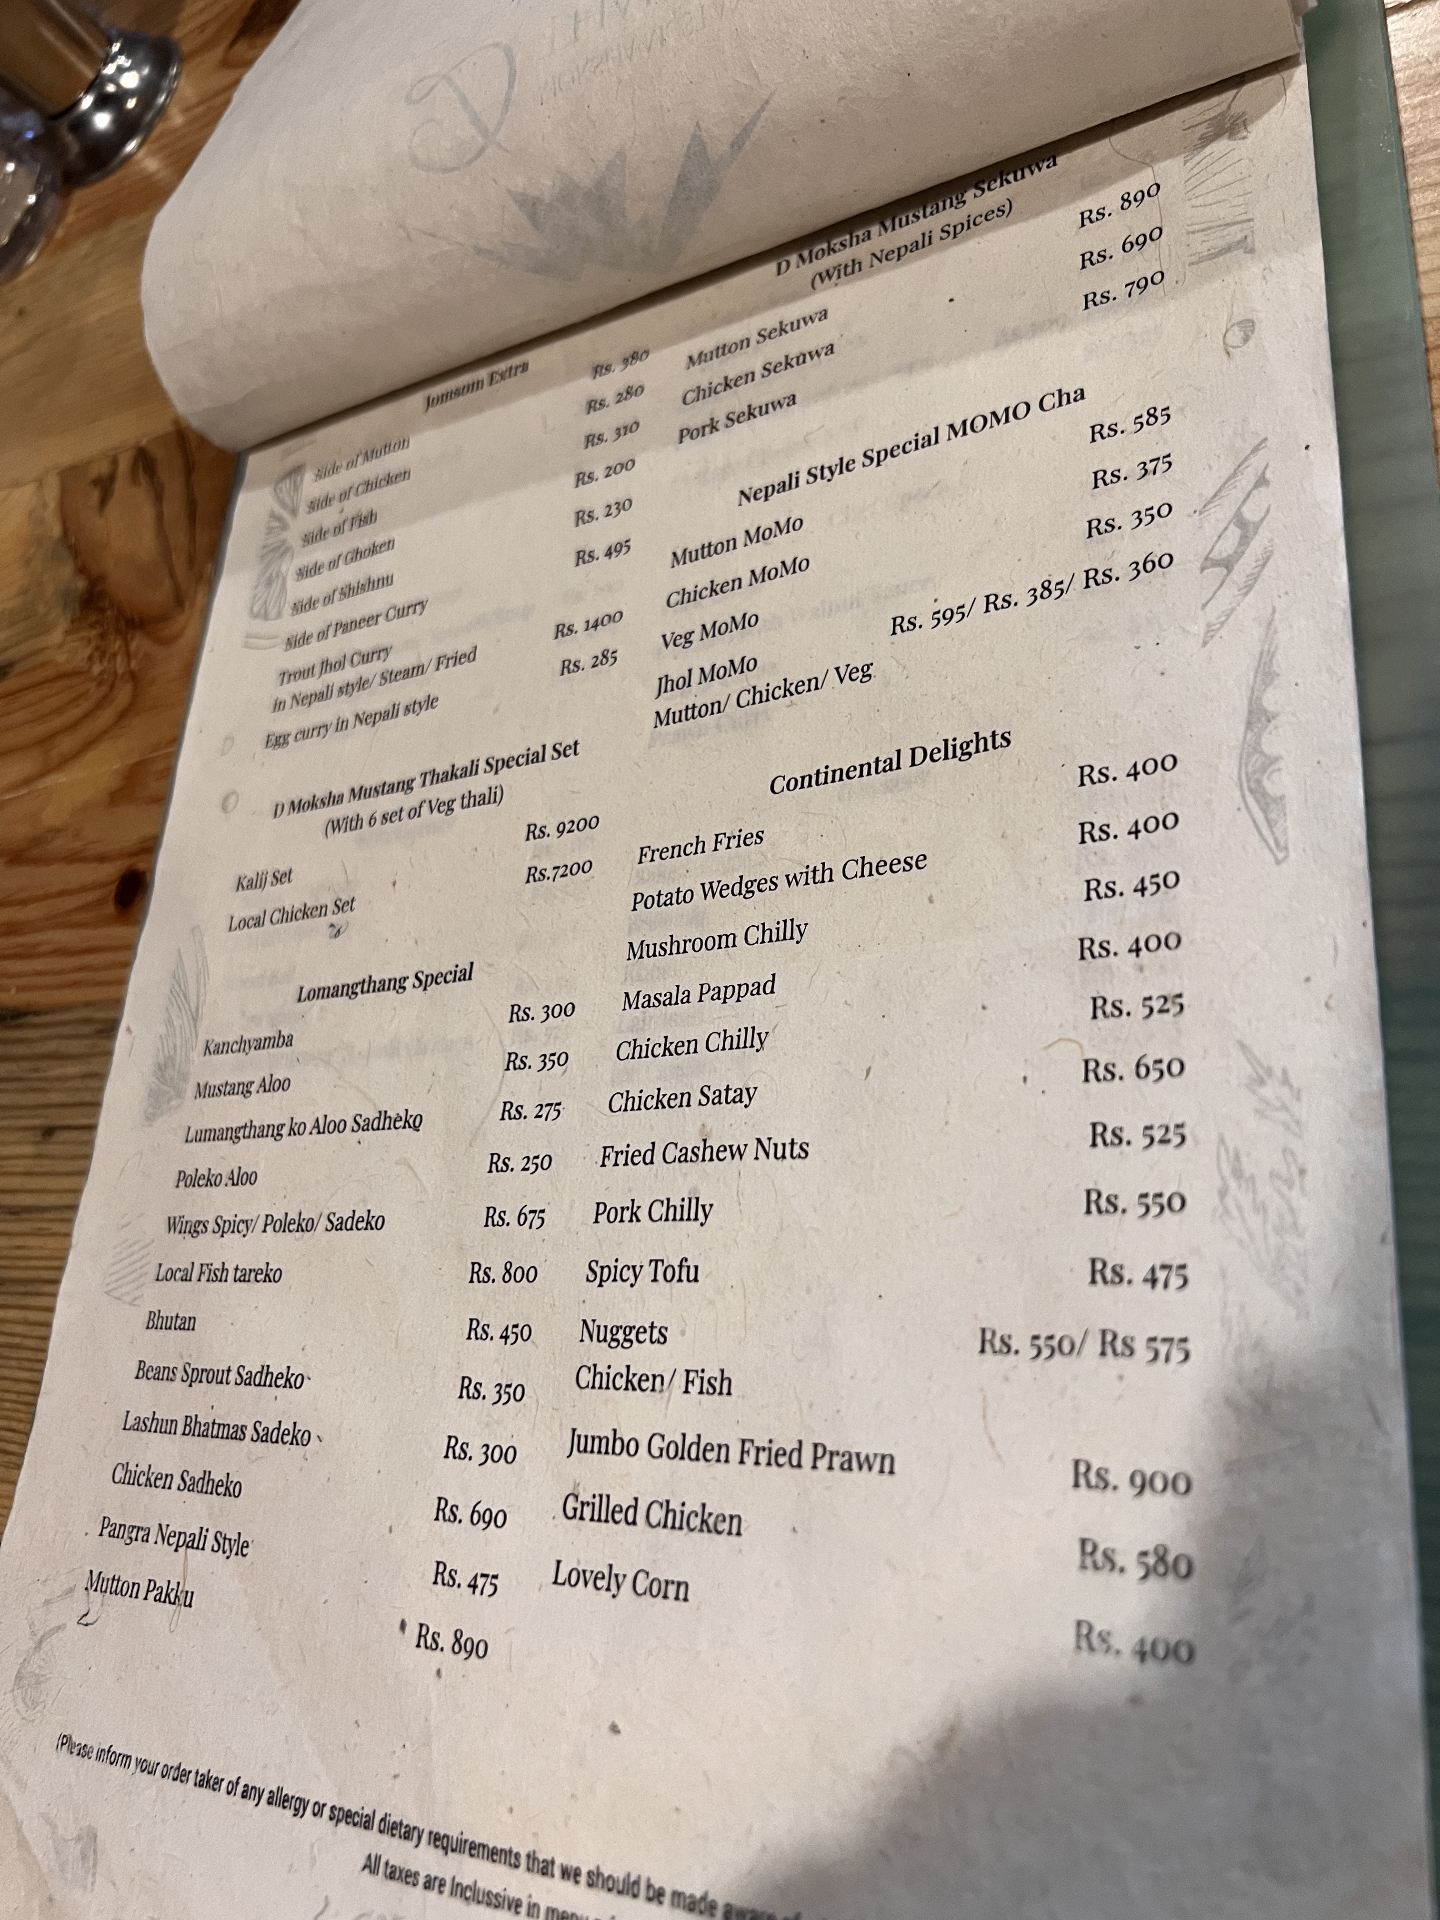 Jomsom Extra
Side of Mutton Rs. 380
Side of Chicken Rs. 280
Side of Fish Rs. 310
Side of Ghoken Rs. 200
Side of Shishnu Rs. 230
Side of Paneer Curry Rs. 495
Trout Jhol Curry
in Nepali style/ Steam/ Fried Rs. 1400
Egg curry in Nepali style Rs. 285
D Moksha Mustang Thakali Special Set
(With 6 set of Veg thali)
Kalij Set Rs. 9200
Local Chicken Set Rs.7200
Lomangthang Special
Kanchyamba Rs. 300
Mustang Aloo Rs. 350
Lumangthang ko Aloo Sadheko Rs. 275
Poleko Aloo Rs. 250
Wings Spicy/ Poleko/ Sadeko Rs. 675
Local Fish tareko Rs. 800
Bhutan Rs. 450
Beans Sprout Sadheko Rs. 350
Lashun Bhatmas Sadeko Rs. 300
Chicken Sadheko Rs. 690
Pangra Nepali Style Rs. 475
Mutton Pakku Rs. 890
D Moksha Mustang Sekuwa
(With Nepali Spices)
Mutton Sekuwa Rs. 890
Chicken Sekuwa Rs. 690
Pork Sekuwa Rs. 790
Nepali Style Special MOMO Cha
Mutton MoMo Rs. 585
Chicken MoMo Rs. 375
Veg MoMo Rs. 350
Jhol MoMo Rs. 595/ Rs. 385/ Rs. 360
Mutton/ Chicken/ Veg
Continental Delights
French Fries Rs. 400
Potato Wedges with Cheese Rs. 400
Mushroom Chilly Rs. 450
Masala Pappad Rs. 400
Chicken Chilly Rs. 525
Chicken Satay Rs. 650
Fried Cashew Nuts Rs. 525
Pork Chilly Rs. 550
Spicy Tofu Rs. 475
Nuggets Rs. 550/ Rs 575
Chicken/ Fish
Jumbo Golden Fried Prawn Rs. 900
Grilled Chicken Rs. 580
Lovely Corn Rs. 400
(Please inform your order taker of any allergy or special dietary requirements that we should be made aware of
All taxes are Inclussive in menu